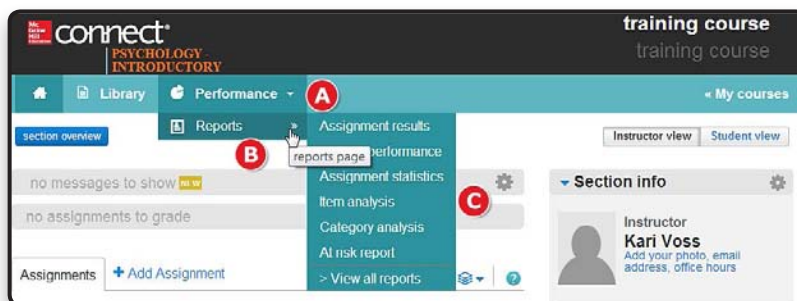 Mc
Graw
Hill
Education
connect®
PSYCHOLOGY
INTRODUCTORY
training course
training course
Library
Performance
A
« My courses
section overview
Reports
»
B
reports page
Assignment results
performance
Assignment statistics
Item analysis
Category analysis
At risk report
> View all reports
C
Instructor view
Student view
no messages to show NEW
no assignments to grade
Section info
Instructor
Kari Voss
Add your photo, email
address, office hours
Assignments
+ Add Assignment
?